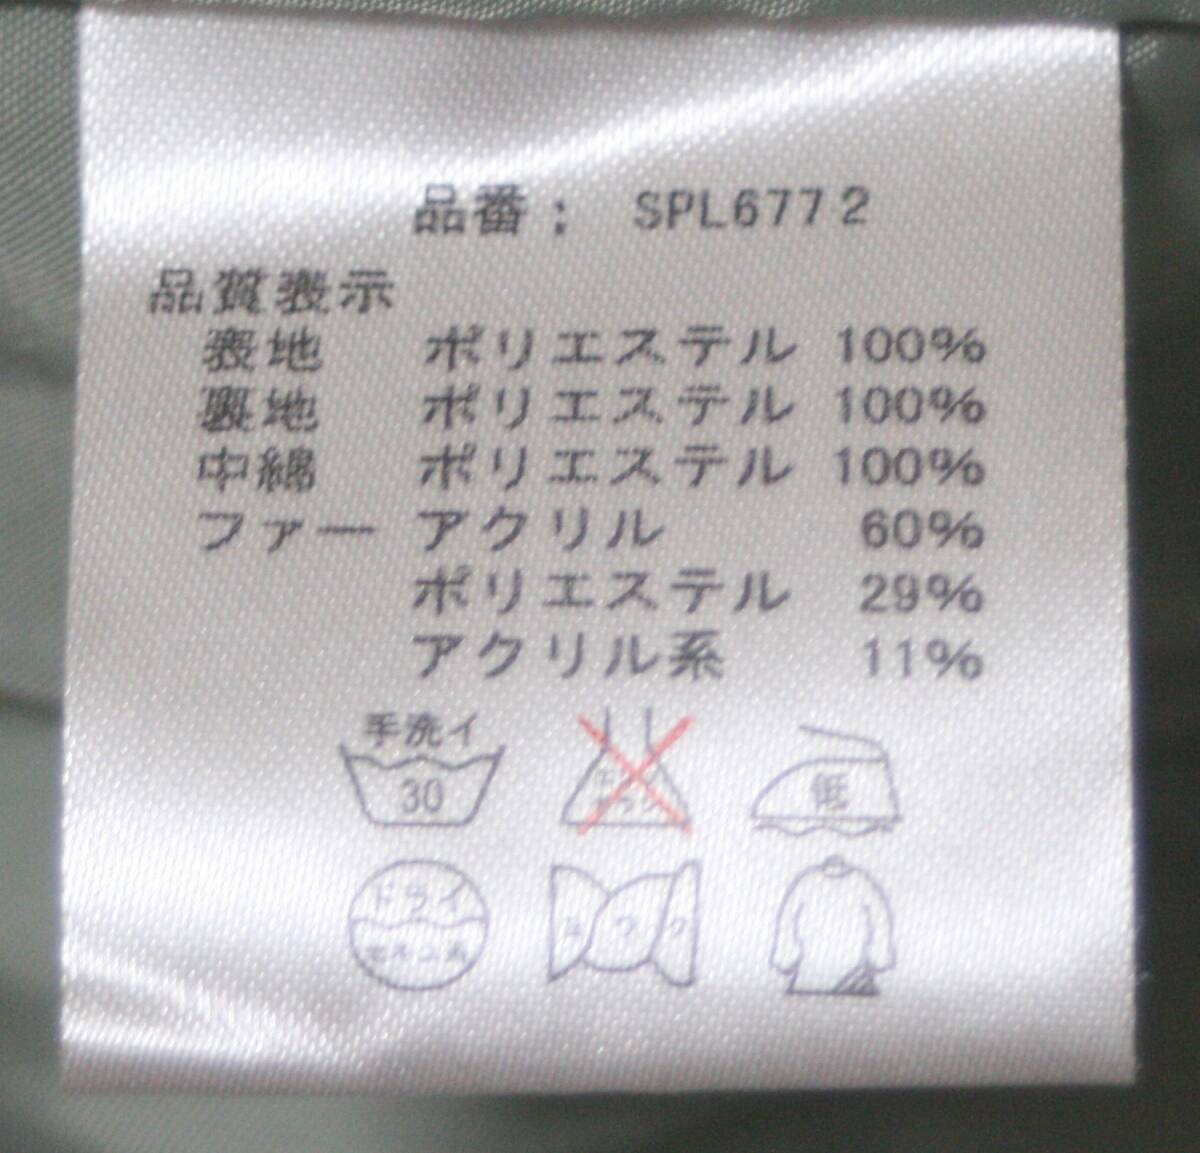 品番； SPL6772
品質表示
表地 ポリエステル 100%
裏地 ポリエステル 100%
中綿 ポリエステル 100%
ファー アクリル 60%
ポリエステル 29%
アクリル系 11%
手洗イ
30
低
ドライ
ヨワク